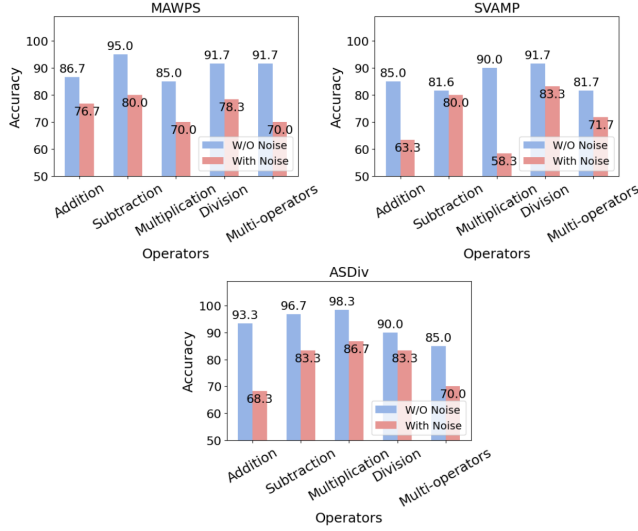 MAWPS
Accuracy
100
90
80
70
60
50
86.7
76.7
95.0
80.0
85.0
70.0
91.7
78.3
91.7
70.0
W/O Noise
With Noise
Addition
Subtraction
Multiplication
Division
Multi-operators
Operators
SVAMP
Accuracy
100
90
80
70
60
50
85.0
63.3
81.6
80.0
90.0
58.3
91.7
83.3
81.7
71.7
W/O Noise
With Noise
Addition
Subtraction
Multiplication
Division
Multi-operators
Operators
ASDiv
Accuracy
100
90
80
70
60
50
93.3
68.3
96.7
83.3
98.3
86.7
90.0
83.3
85.0
70.0
W/O Noise
With Noise
Addition
Subtraction
Multiplication
Division
Multi-operators
Operators